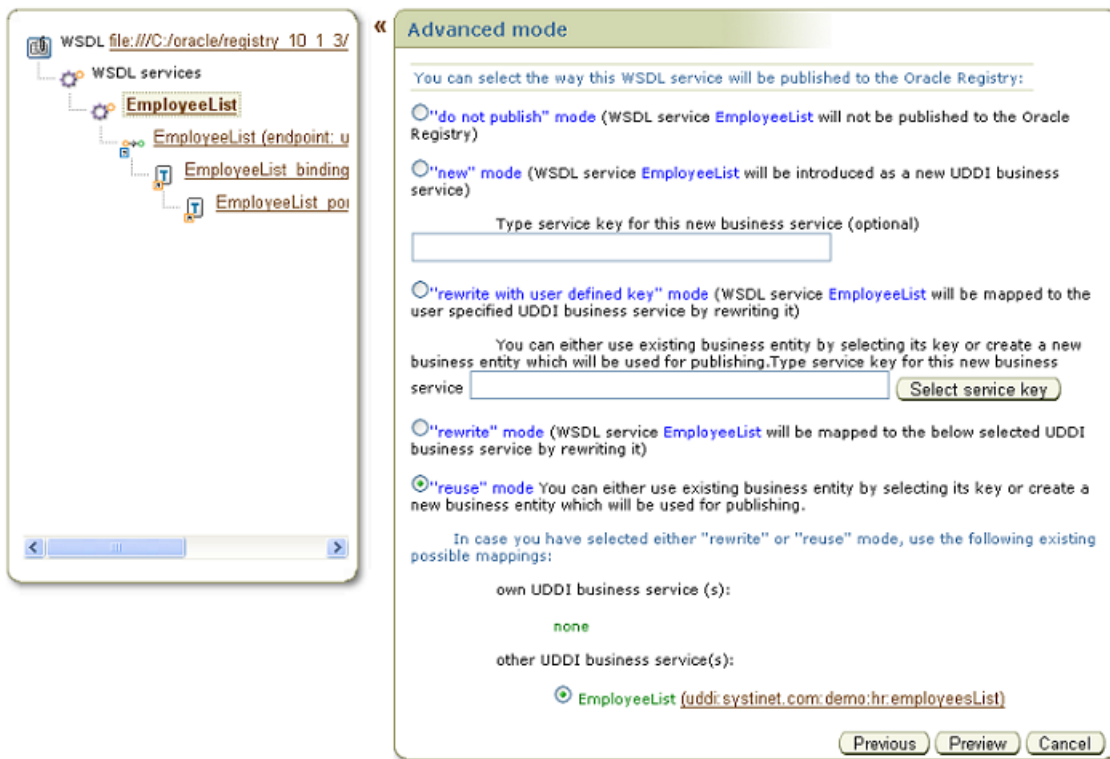 WSDL file:///C:/oracle/registry_10_1_3/
WSDL services
EmployeeList
EmployeeList (endpoint: u
EmployeeList_binding
EmployeeList_por
«
Advanced mode
You can select the way this WSDL service will be published to the Oracle Registry:
"do not publish" mode (WSDL service EmployeeList will not be published to the Oracle
Registry)
"new" mode (WSDL service EmployeeList will be introduced as a new UDDI business
service)
Type service key for this new business service (optional)
"rewrite with user defined key" mode (WSDL service EmployeeList will be mapped to the
user specified UDDI business service by rewriting it)
You can either use existing business entity by selecting its key or create a new
business entity which will be used for publishing.Type service key for this new business
service Select service key
"rewrite" mode (WSDL service EmployeeList will be mapped to the below selected UDDI
business service by rewriting it)
"reuse" mode You can either use existing business entity by selecting its key or create a
new business entity which will be used for publishing.
In case you have selected either "rewrite" or "reuse" mode, use the following existing
possible mappings:
own UDDI business service (s):
none
other UDDI business service(s):
EmployeeList (uddi:systinet.com:demo:hr:employeesList)
Previous Preview Cancel